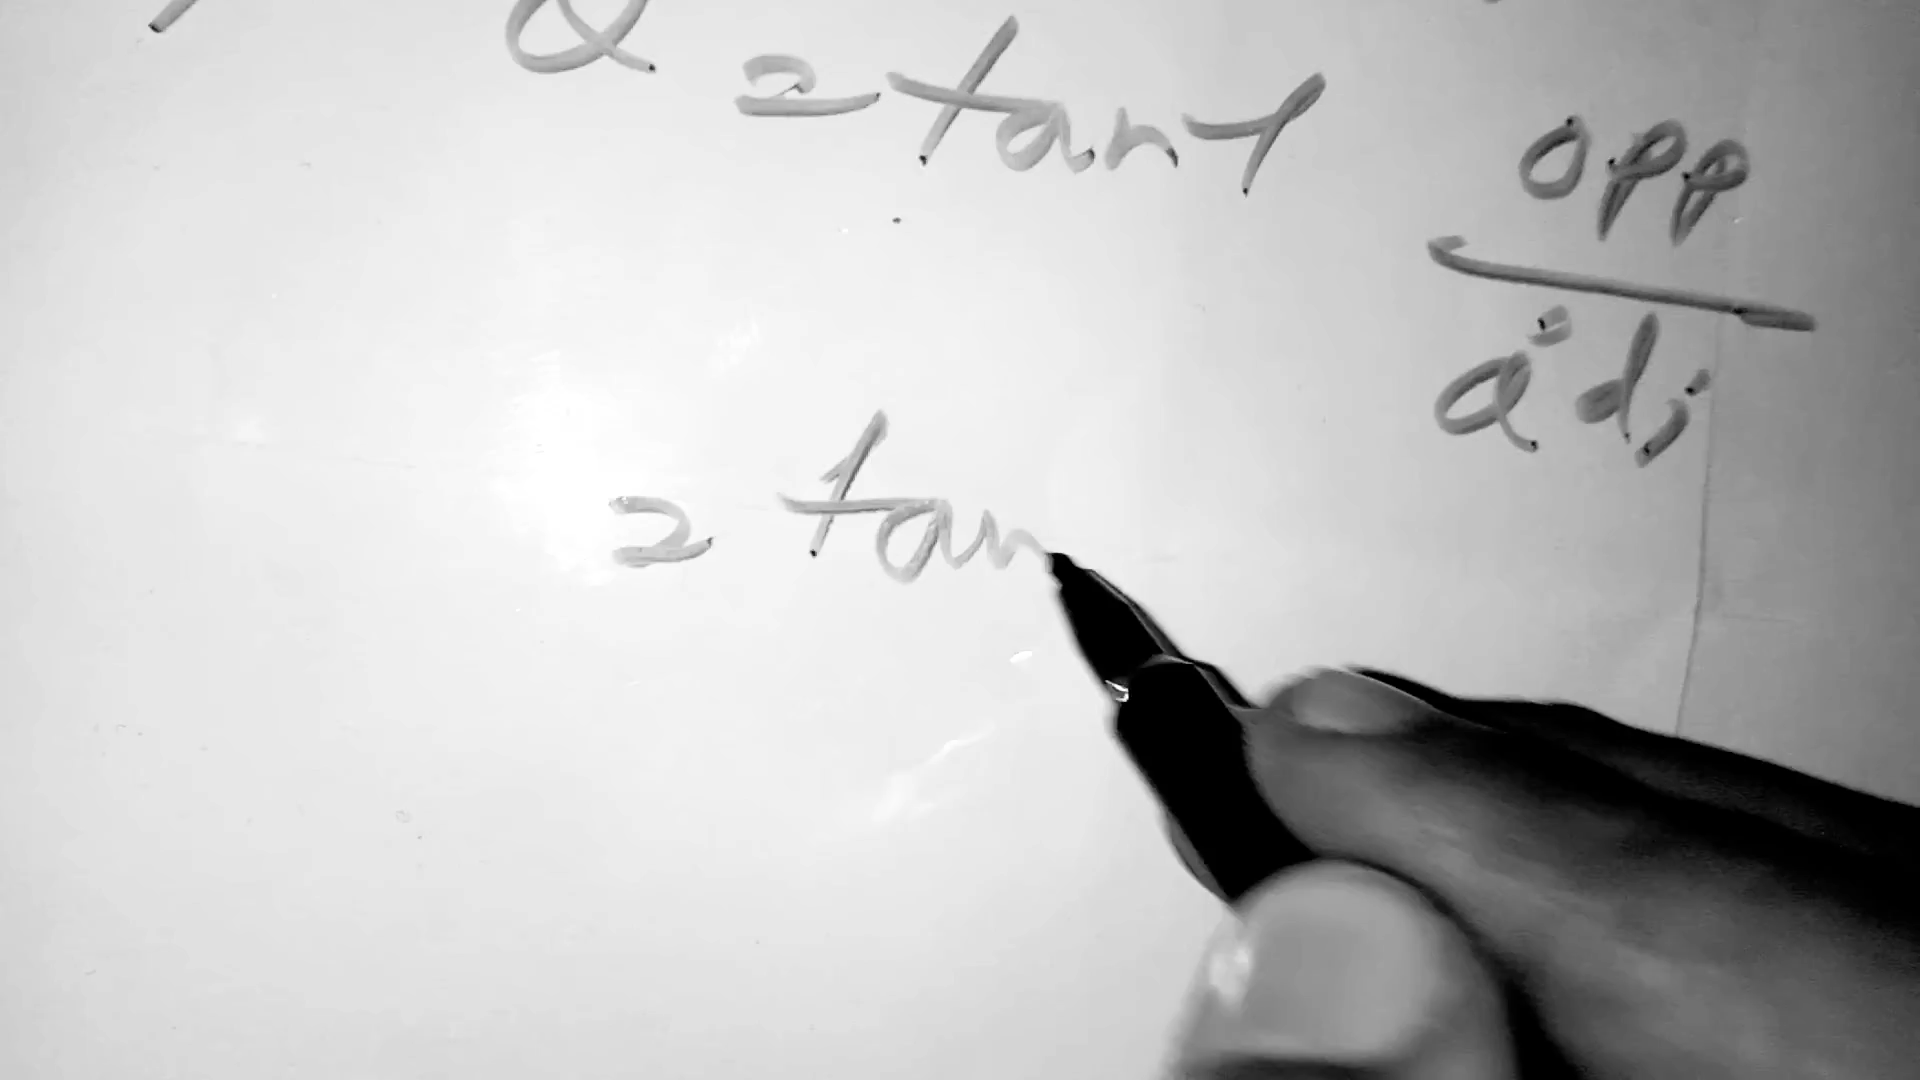 α = tan-1 opp
adj
= tan